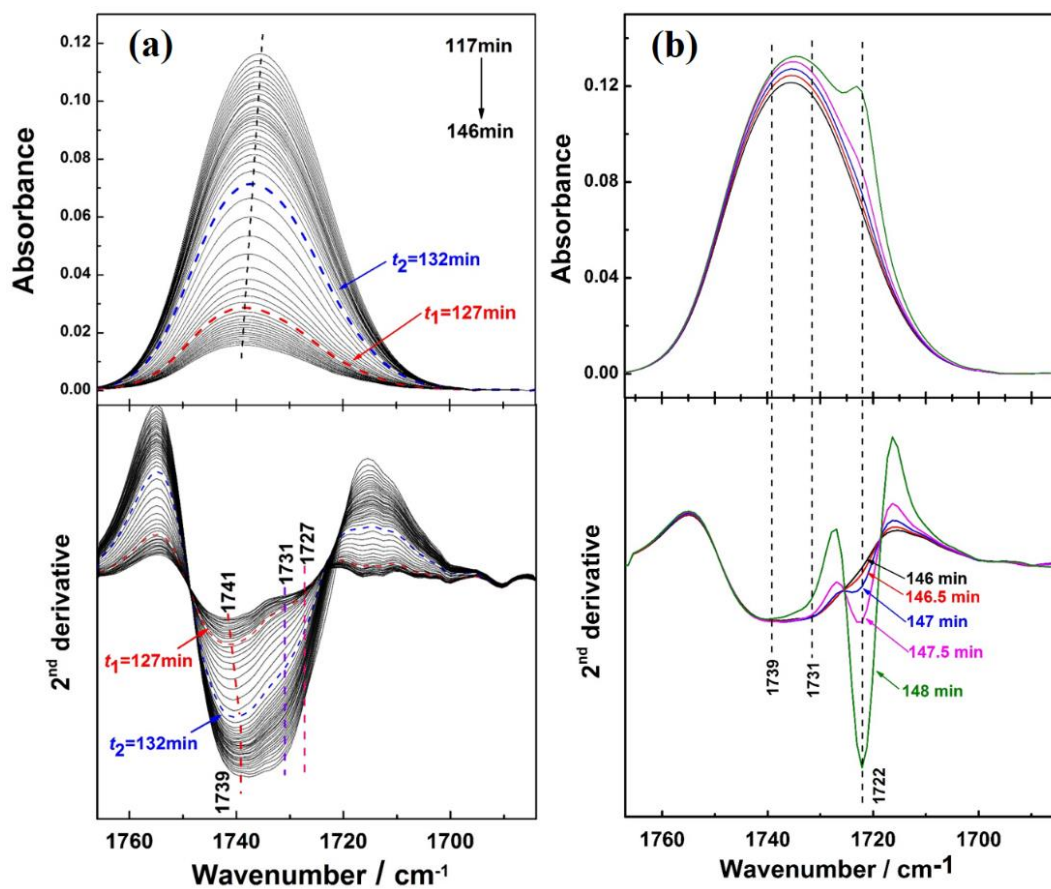 (a)
117min
146min
t2=132min
t1=127min
0.12
0.10
0.08
0.06
0.04
0.02
0.00
Absorbance
1741
1731
1727
t1=127min
t2=132min
1739
2nd derivative
1760
1740
1720
1700
Wavenumber / cm-1
(b)
0.12
0.08
0.04
0.00
Absorbance
146 min
146.5 min
147 min
147.5 min
148 min
1739
1731
1722
2nd derivative
1760
1740
1720
1700
Wavenumber / cm-1